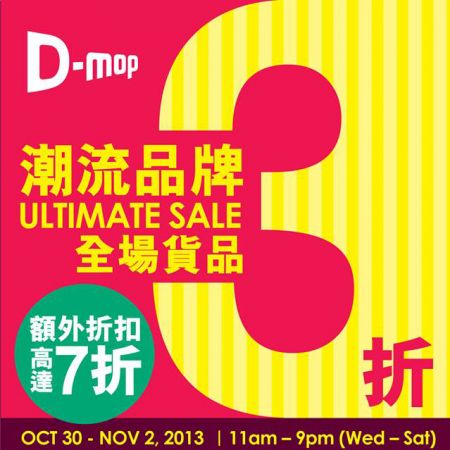 D-mop
潮流品牌
ULTIMATE SALE
全場貨品
3折
額外折扣
高達7折
OCT 30 - NOV 2, 2013 | 11am – 9pm (Wed – Sat)